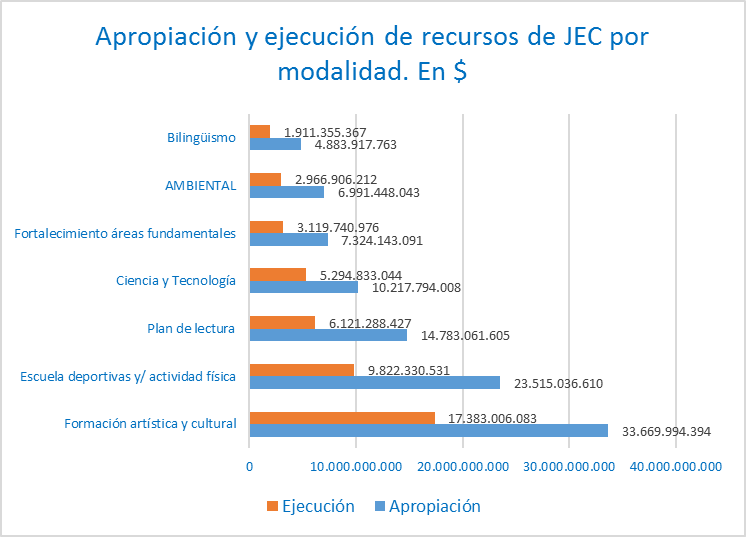 Apropiación y ejecución de recursos de JEC por
modalidad. En $
Bilingüismo
1.911.355.367
4.883.917.763
AMBIENTAL
2.966.906.212
6.991.448.043
Fortalecimiento áreas fundamentales
3.119.740.976
7.324.143.091
Ciencia y Tecnología
5.294.833.044
10.217.794.008
Plan de lectura
6.121.288.427
14.783.061.605
Escuela deportivas y/ actividad física
9.822.330.531
23.515.036.610
Formación artística y cultural
17.383.006.083
33.669.994.394
0 10.000.000.000 20.000.000.000 30.000.000.000 40.000.000.000
Ejecución Apropiación